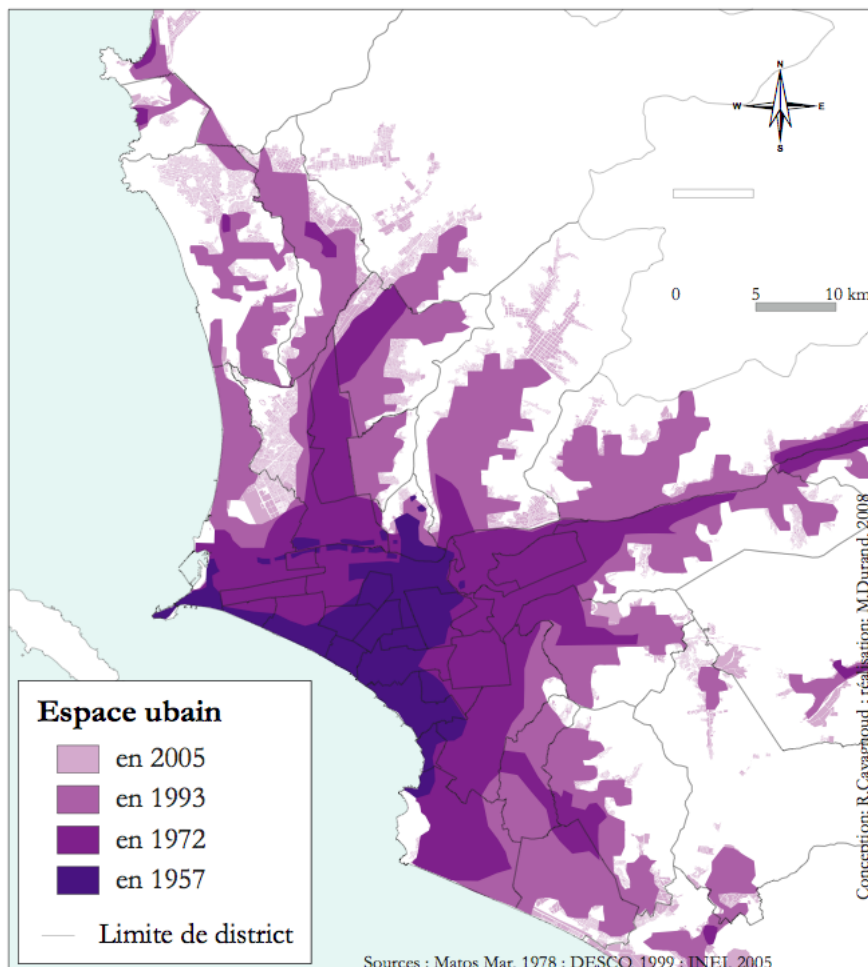 N
W E
S
0 5 10 km
Espace ubain
en 2005
en 1993
en 1972
en 1957
Limite de district
Sources : Matos Mar, 1978 ; DESCO, 1999 ; INEI, 2005
Conception: R.Cavagnoud ; réalisation: M.Durand, 2008